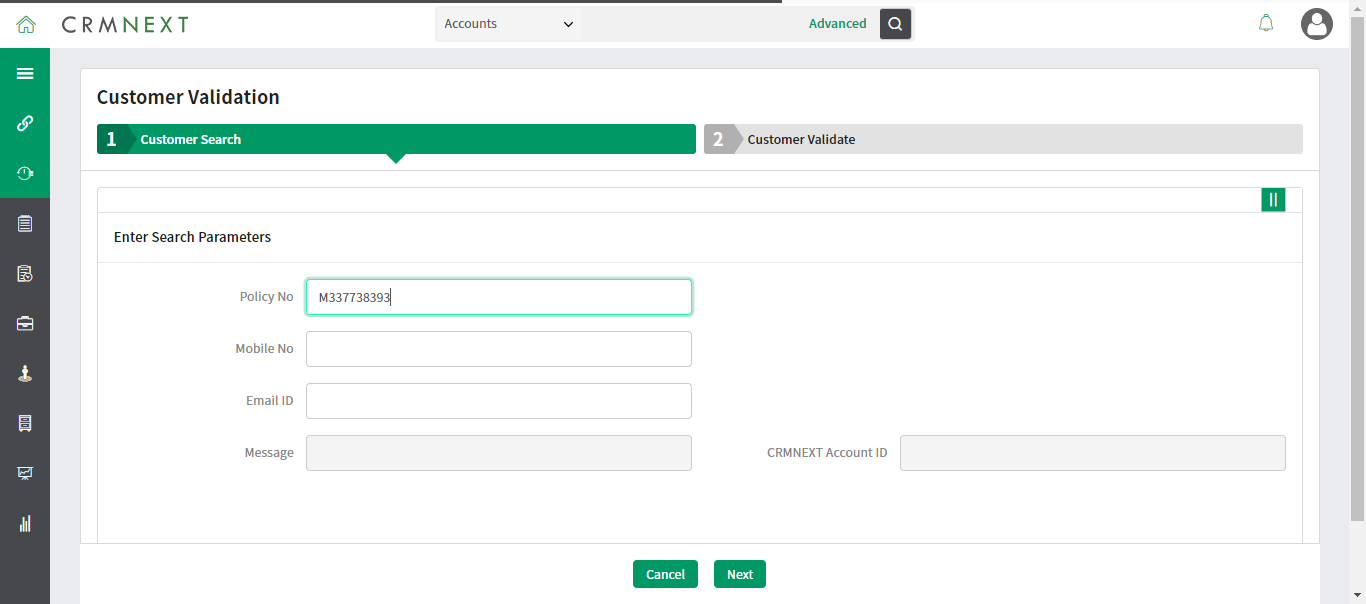 CRMNEXT
Accounts
Advanced
Customer Validation
1 Customer Search
2 Customer Validate
Enter Search Parameters
Policy No
M337738393
Mobile No
Email ID
Message
CRMNEXT Account ID
Cancel
Next